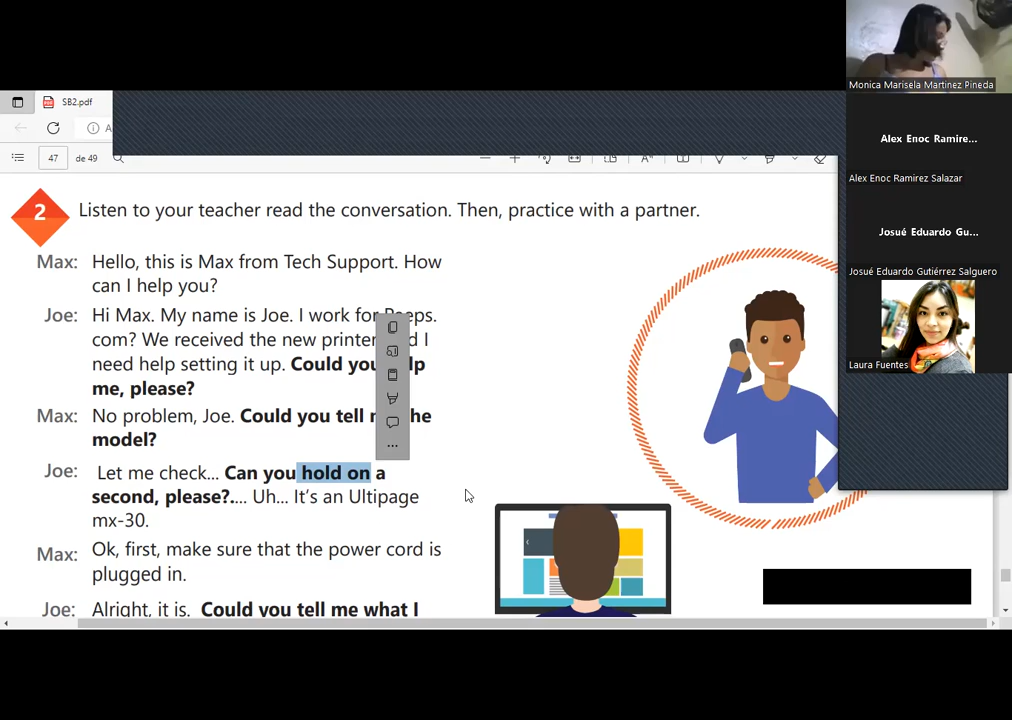 Monica Marisela Martinez Pineda
SB2.pdf
A
Alex Enoc Ramire...
47
de 49
Alex Enoc Ramirez Salazar
2
Listen to your teacher read the conversation. Then, practice with a partner.
Josué Eduardo Gu...
Josué Eduardo Gutiérrez Salguero
Laura Fuentes
Max: Hello, this is Max from Tech Support. How
can I help you?
Joe: Hi Max. My name is Joe. I work for eeps.
com? We received the new printer d I
need help setting it up. Could you lp
me, please?
Max: No problem, Joe. Could you tell he
model?
Joe: Let me check... Can you hold on a
second, please?.... Uh... It's an Ultipage
mx-30.
Max: Ok, first, make sure that the power cord is
plugged in.
Joe: Alright, it is. Could you tell me what I